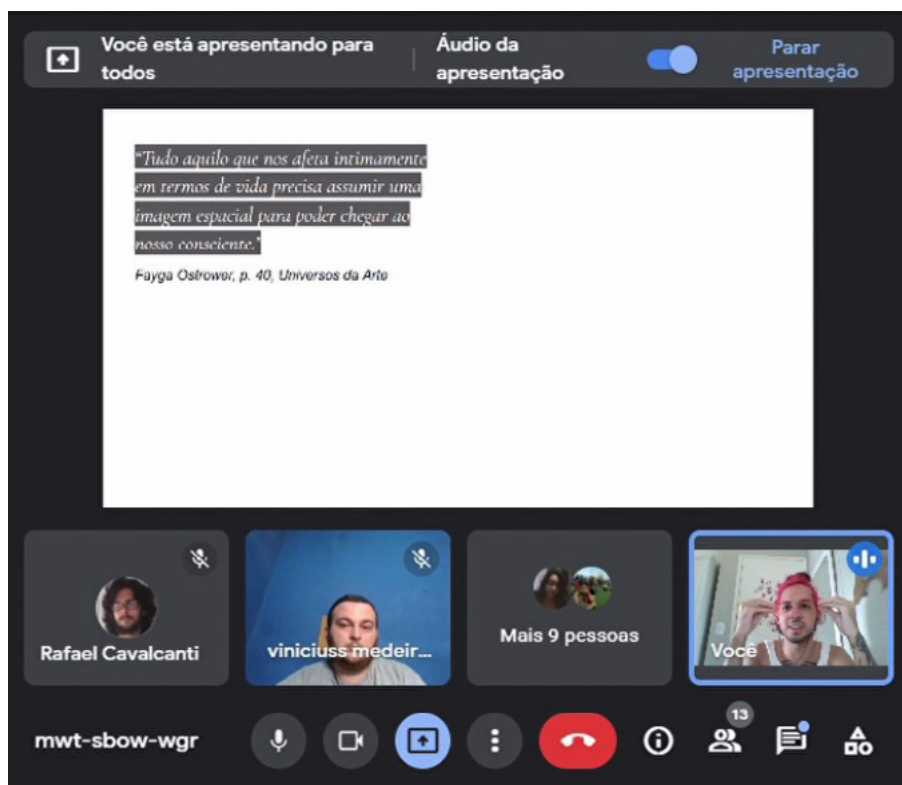 Você está apresentando para
todos
Áudio da
apresentação
Parar
apresentação
"Tudo aquilo que nos afeta intimamente
em termos de vida precisa assumir uma
imagem espacial para poder chegar ao
nosso consciente."
Fayga Ostrower, p. 40, Universos da Arte
Rafael Cavalcanti
viniciuss medeir...
Mais 9 pessoas
Você
mwt-sbow-wgr
13